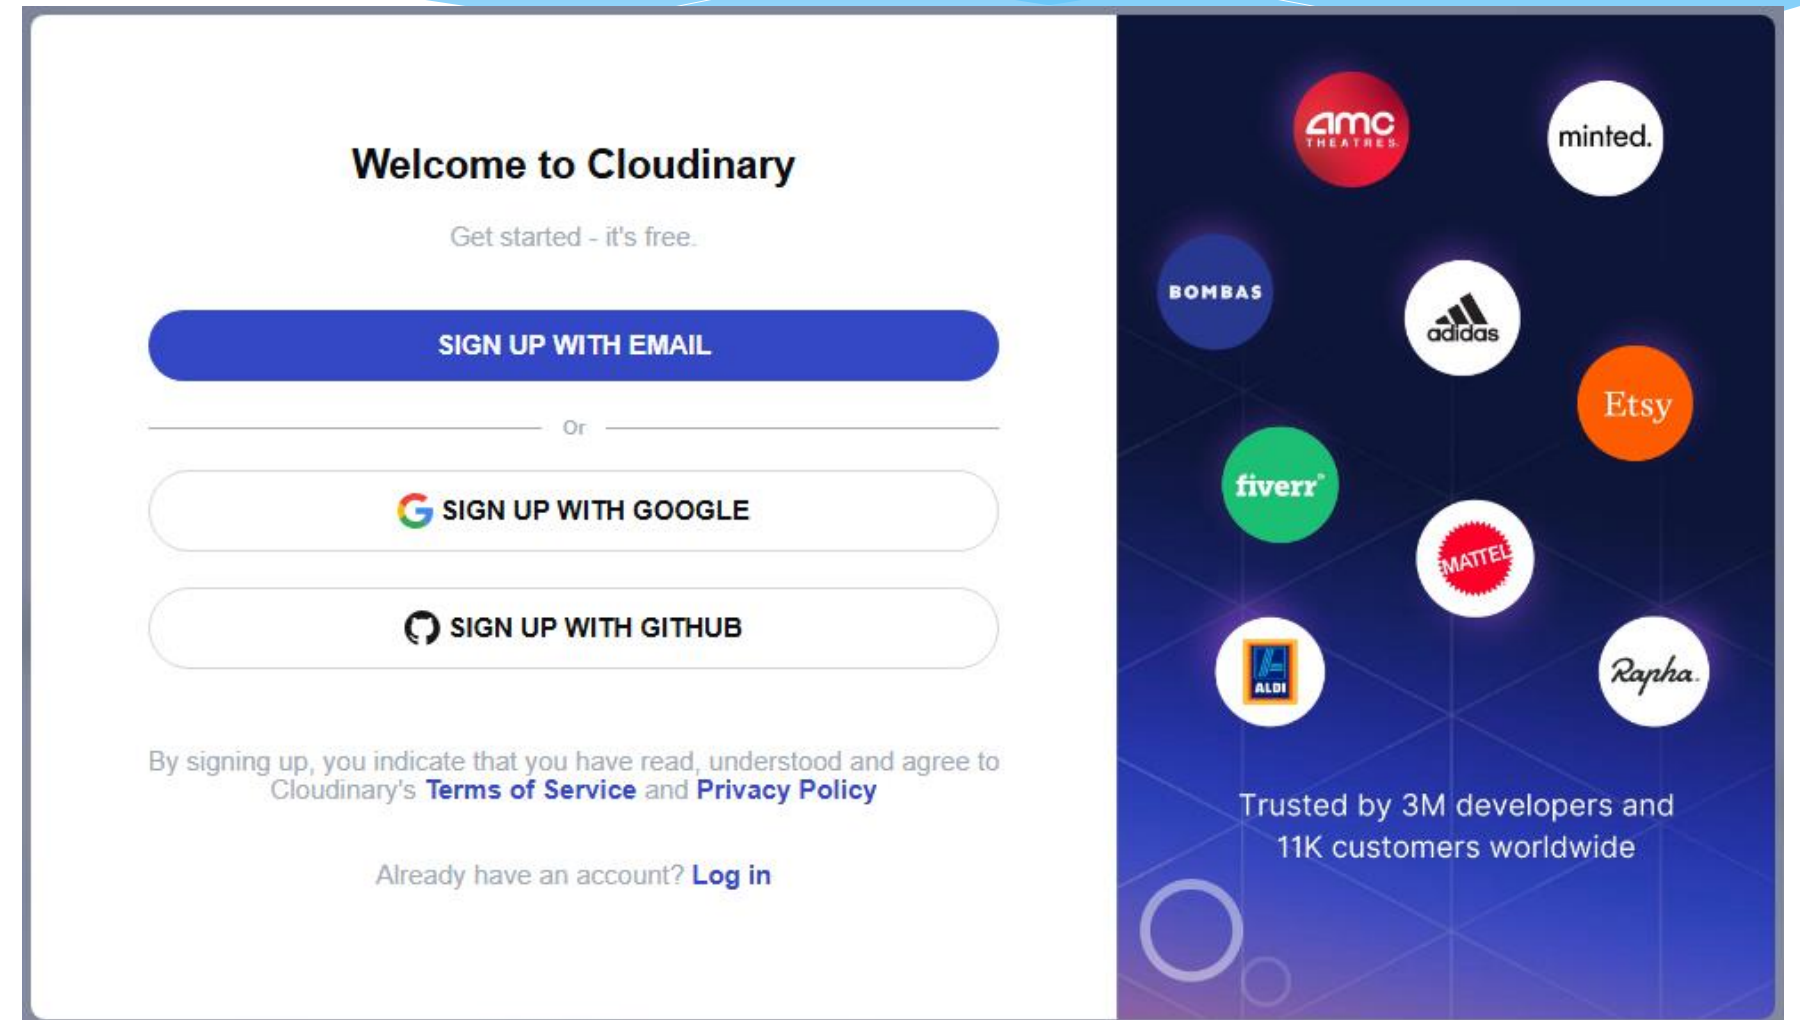 Welcome to Cloudinary
Get started - it's free.
SIGN UP WITH EMAIL
Or
SIGN UP WITH GOOGLE
SIGN UP WITH GITHUB
By signing up, you indicate that you have read, understood and agree to
Cloudinary's Terms of Service and Privacy Policy
Already have an account? Log in
amc
THEATRES
minted.
BOMBAS
adidas
Etsy
fiverr
MATTEL
ALDI
Rapha.
Trusted by 3M developers and
11K customers worldwide